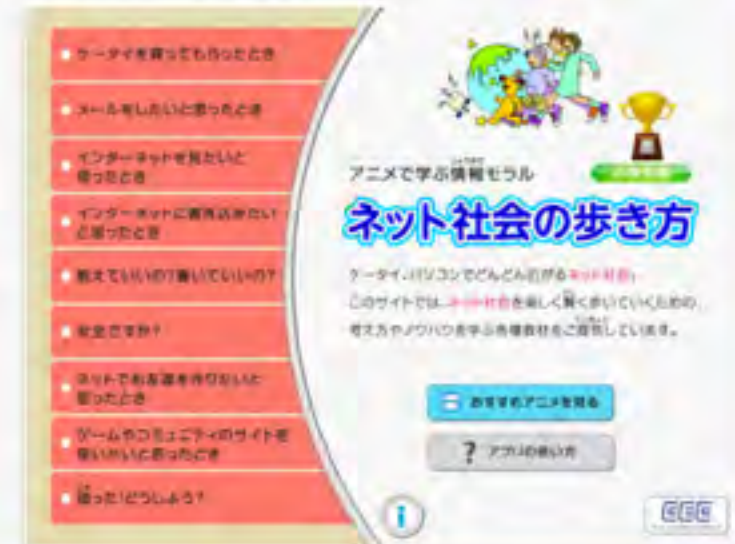 ケータイを買ってもらったとき
メールをしたいと思ったとき
インターネットを見たいと
思ったとき
インターネットに書き込みたい
と思ったとき
教えていいの?書いていいの?
安全ですか?
ネットでお友達を作りたいと
思ったとき
ゲームやコミュニティのサイトを
使いたいと思ったとき
困った!どうしよう?
アニメで学ぶ情報モラル
ネット社会の歩き方
ケータイ、パソコンでどんどん広がるネット社会。
このサイトでは、ネット社会を楽しく賢く歩いていくための
考え方やノウハウを学ぶ各種教材をご提供しています。
おすすめアニメを見る
? アプリの使い方
i